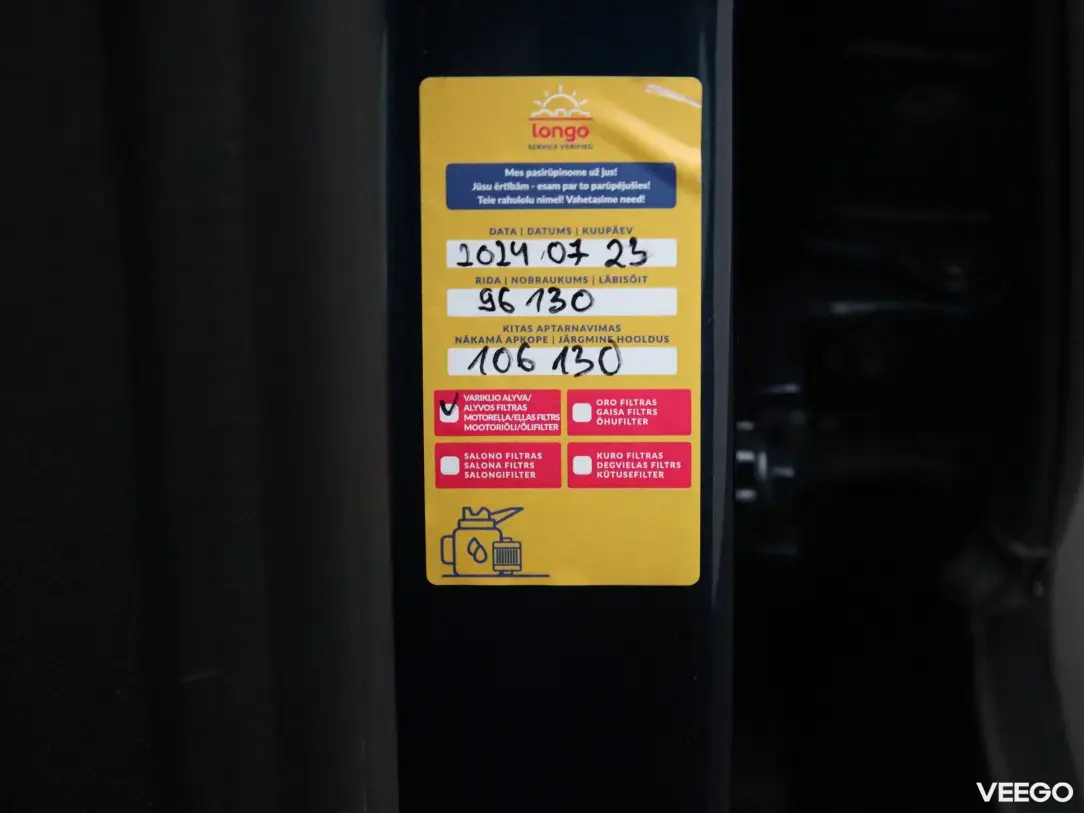 longo
SERVICE VERIFIED
Mes pasirūpinome už jus!
Jūsu ērtībām - esam par to parūpējušies!
Teie rahulolu nimel! Vahetasime need!
DATA | DATUMS | KUUPÄEV
2024 07 23
RIDA | NOBRAUKUMS | LÄBISÕIT
96 130
KITAS APTARNAVIMAS
NĀKAMĀ APKOPE | JÄRGMINE HOOLDUS
106 130
VARIKLIO ALYVA/
ALYVOS FILTRAS
MOTOREĻĻA/EĻĻAS FILTRS
MOOTORIÕLI/ÕLIFILTER
ORO FILTRAS
GAISA FILTRS
ÕHUFILTER
SALONO FILTRAS
SALONA FILTRS
SALONGIFILTER
KURO FILTRAS
DEGVIELAS FILTRS
KÜTUSEFILTER
VEEGO